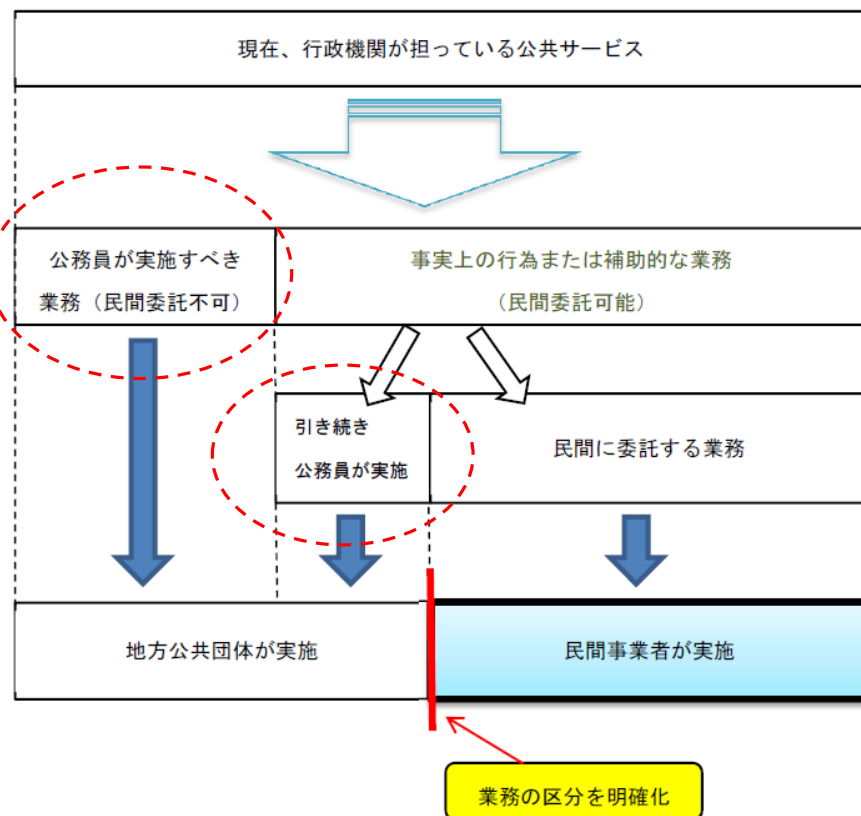 現在、行政機関が担っている公共サービス
公務員が実施すべき
業務（民間委託不可）
事実上の行為または補助的な業務
（民間委託可能）
引き続き
公務員が実施
民間に委託する業務
地方公共団体が実施
民間事業者が実施
業務の区分を明確化